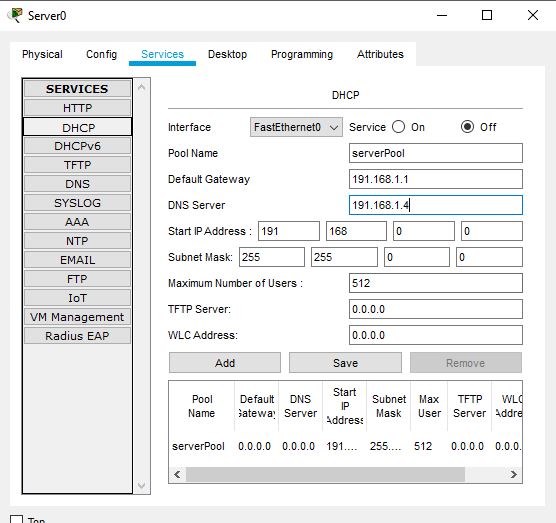 Server0
Physical Config Services Desktop Programming Attributes
SERVICES
HTTP
DHCP
DHCPv6
TFTP
DNS
SYSLOG
AAA
NTP
EMAIL
FTP
IoT
VM Management
Radius EAP
DHCP
Interface FastEthernet0 Service On Off
Pool Name serverPool
Default Gateway 191.168.1.1
DNS Server 191.168.1.4
Start IP Address : 191 168 0 0
Subnet Mask: 255 255 0 0
Maximum Number of Users : 512
TFTP Server: 0.0.0.0
WLC Address: 0.0.0.0
Add Save Remove
Pool Name Default Gateway DNS Server Start IP Address Subnet Mask Max User TFTP Server WLC Addre
serverPool 0.0.0.0 0.0.0.0 191.... 255.... 512 0.0.0.0 0.0....
Top